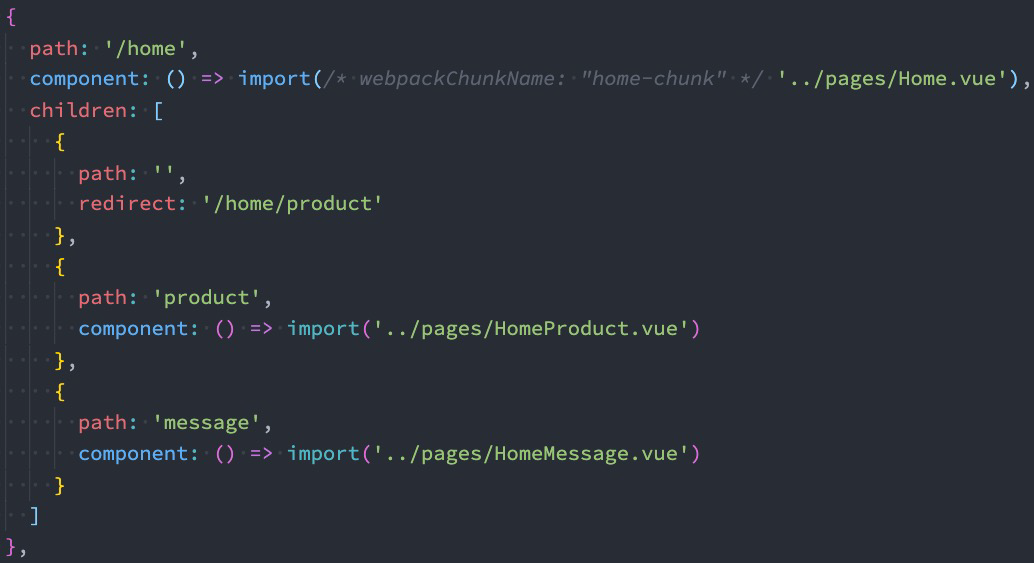 {
  path: '/home',
  component: () => import(/* webpackChunkName: "home-chunk" */ '../pages/Home.vue'),
  children: [
    {
      path: '',
      redirect: '/home/product'
    },
    {
      path: 'product',
      component: () => import('../pages/HomeProduct.vue')
    },
    {
      path: 'message',
      component: () => import('../pages/HomeMessage.vue')
    }
  ]
},